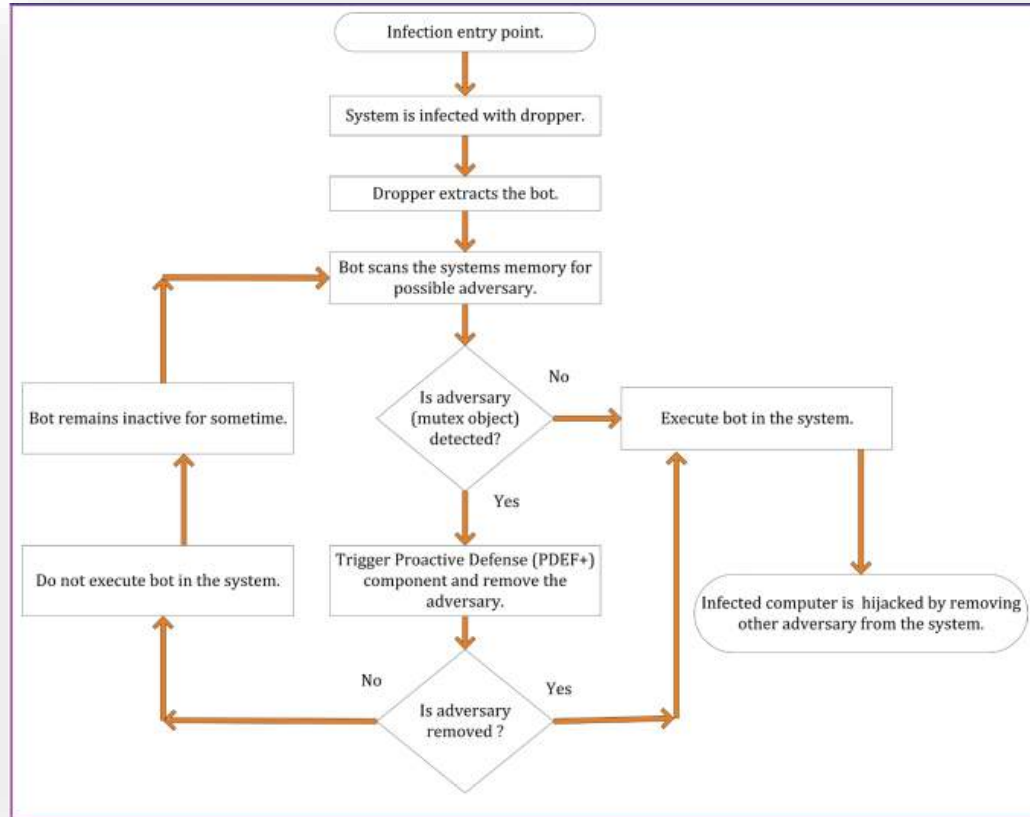 Infection entry point.
System is infected with dropper.
Dropper extracts the bot.
Bot scans the systems memory for
possible adversary.
Is adversary
(mutex object)
detected?
No
Execute bot in the system.
Bot remains inactive for sometime.
Yes
Trigger Proactive Defense (PDEF+)
component and remove the
adversary.
Do not execute bot in the system.
Infected computer is hijacked by removing
other adversary from the system.
No
Yes
Is adversary
removed ?